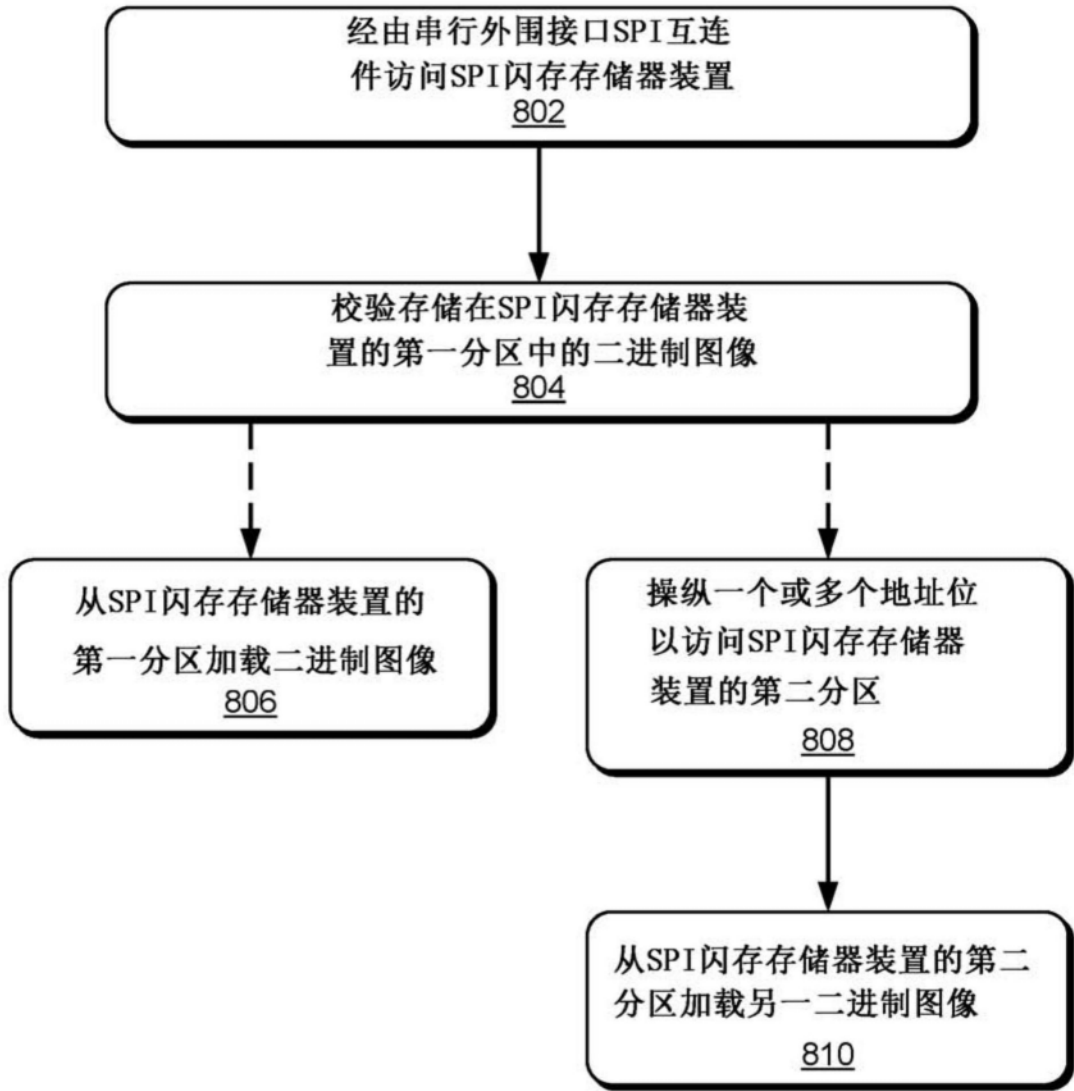 经由串行外围接口SPI互连
件访问SPI闪存存储器装置
802
校验存储在SPI闪存存储器装
置的第一分区中的二进制图像
804
从SPI闪存存储器装置的
第一分区加载二进制图像
806
操纵一个或多个地址位
以访问SPI闪存存储器
装置的第二分区
808
从SPI闪存存储器装置的第二
分区加载另一二进制图像
810